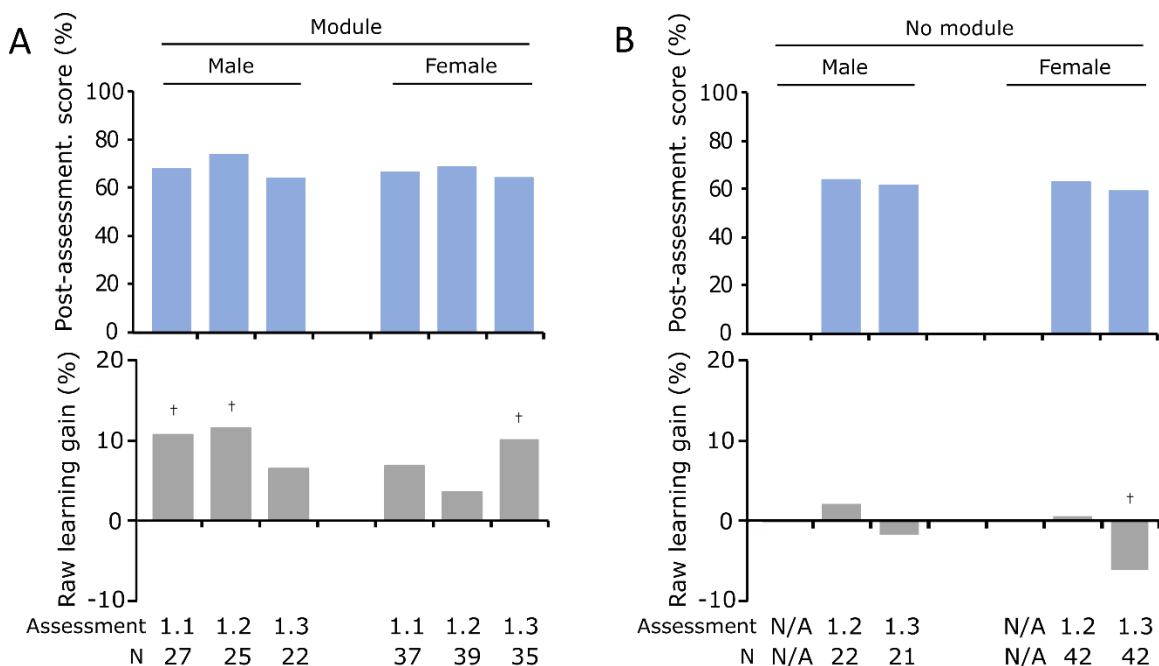 A
Module
Male Female
Post-assessment. score (%)
100
80
60
40
20
0
Raw learning gain (%)
20
10
0
-10
† † †
Assessment 1.1 1.2 1.3 1.1 1.2 1.3
N 27 25 22 37 39 35
B
No module
Male Female
Post-assessment. score (%)
100
80
60
40
20
0
Raw learning gain (%)
20
10
0
-10
†
N/A 1.2 1.3 N/A 1.2 1.3
N/A 22 21 N/A 42 42